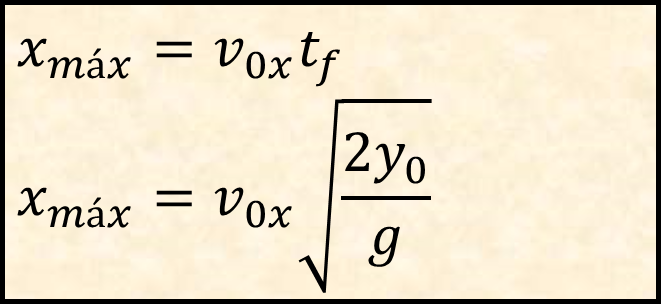 x_máx = v_0x t_f
x_máx = v_0x √(2y_0/g)